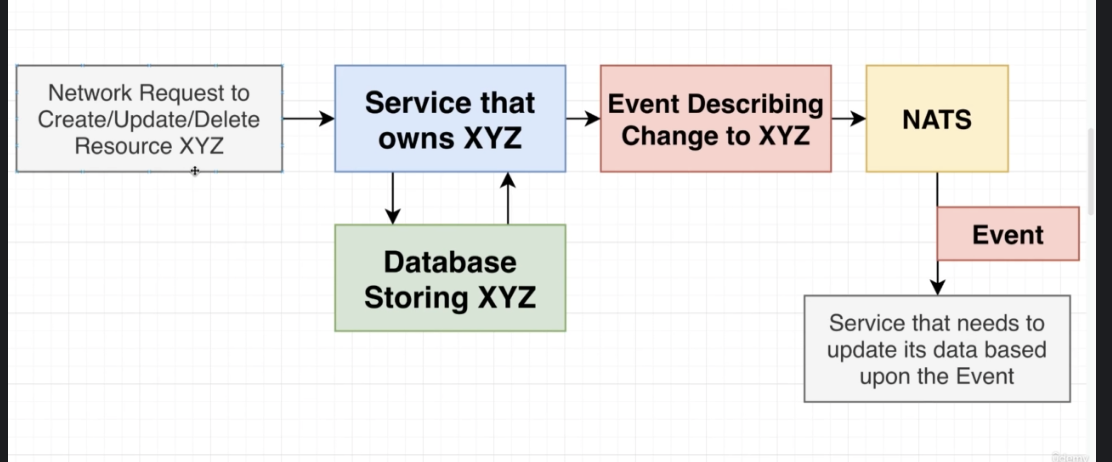 Network Request to
Create/Update/Delete
Resource XYZ
Service that
owns XYZ
Event Describing
Change to XYZ
NATS
Database
Storing XYZ
Event
Service that needs to
update its data based
upon the Event
Udemy